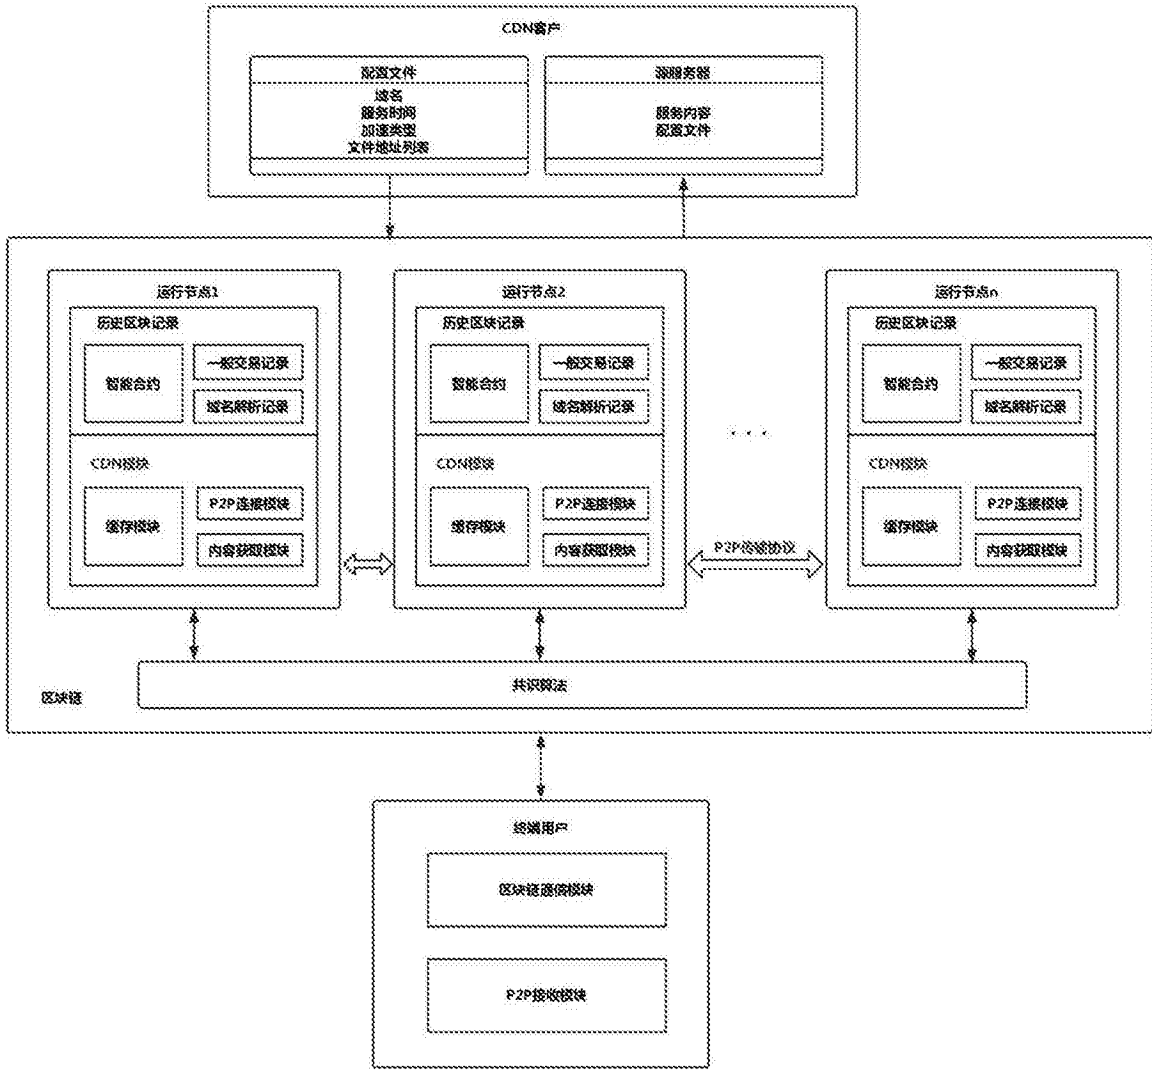 CDN客户
配置文件
域名
服务时间
加速类型
文件地址列表
源服务器
服务内容
配置文件
运行节点1
历史区块记录
智能合约
一般交易记录
域名解析记录
CDN模块
缓存模块
P2P连接模块
内容获取模块
运行节点2
历史区块记录
智能合约
一般交易记录
域名解析记录
CDN模块
缓存模块
P2P连接模块
内容获取模块
. . .
P2P传输协议
运行节点n
历史区块记录
智能合约
一般交易记录
域名解析记录
CDN模块
缓存模块
P2P连接模块
内容获取模块
共识算法
区块链
终端用户
区块链通信模块
P2P接收模块